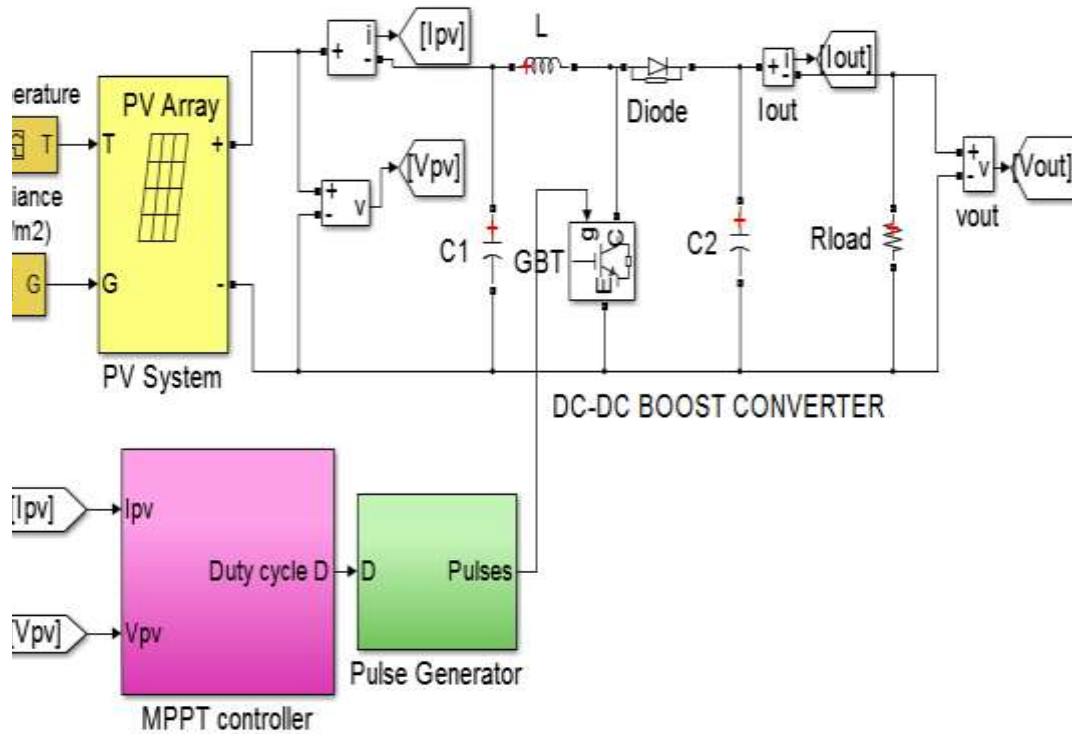 [Ipv]
i
+
-
L
Diode
+
-
i
Iout
[Iout]
erature
T
PV Array
T
+
G
-
iance
/m2)
G
PV System
+
-
v
[Vpv]
C1
g
C
E
GBT
C2
Rload
+
-
v
vout
[Vout]
DC-DC BOOST CONVERTER
[Ipv]
[Vpv]
Ipv
Vpv
Duty cycle D
MPPT controller
D
Pulses
Pulse Generator